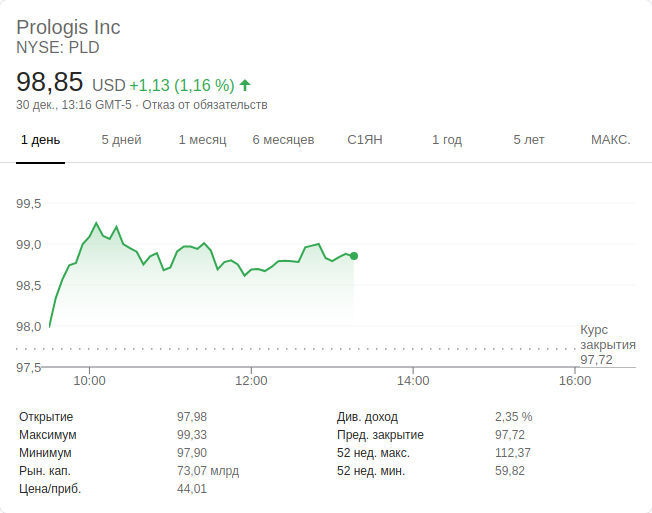 Prologis Inc
NYSE: PLD
98,85 USD +1,13 (1,16 %)
30 дек., 13:16 GMT-5 · Отказ от обязательств
1 день 5 дней 1 месяц 6 месяцев С1ЯН 1 год 5 лет МАКС.
99,5
99,0
98,5
98,0
Курс
закрытия
97,72
97,5
10:00 12:00 14:00 16:00
Открытие 97,98 Див. доход 2,35 %
Максимум 99,33 Пред. закрытие 97,72
Минимум 97,90 52 нед. макс. 112,37
Рын. кап. 73,07 млрд 52 нед. мин. 59,82
Цена/приб. 44,01